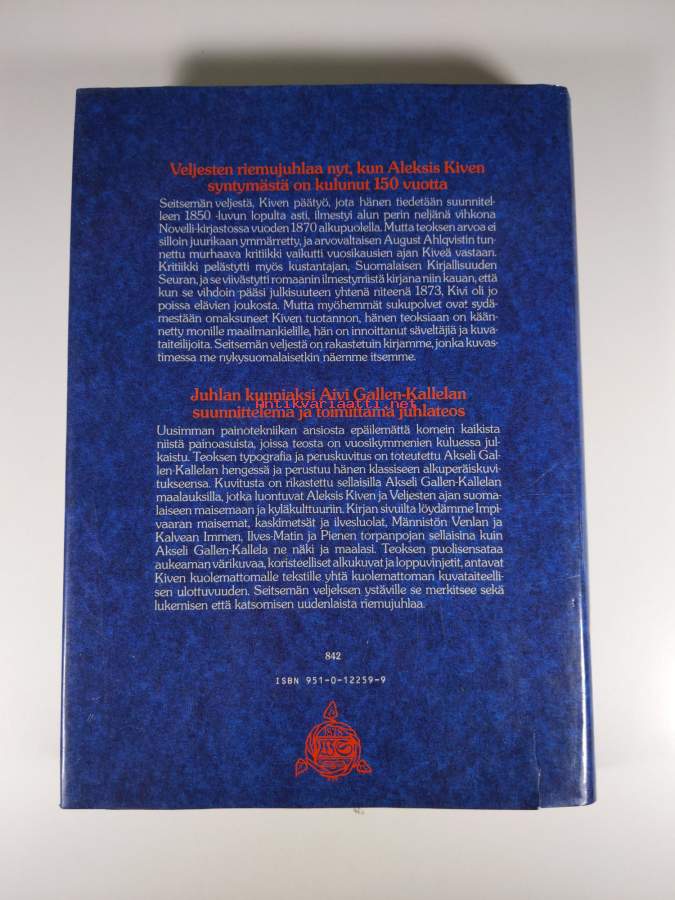 Veljesten riemujuhlaa nyt, kun Aleksis Kiven
syntymästä on kulunut 150 vuotta
Seitsemän veljestä, Kiven päätyö, jota hänen tiedetään suunnitel-
leen 1850 -luvun lopulta asti, ilmestyi alun perin neljänä vihkona
Novelli-kirjastossa vuoden 1870 alkupuolella. Mutta teoksen arvoa ei
silloin juurikaan ymmärretty, ja arvovaltaisen August Ahlqvistin tun-
nettu murhaava kritiikki vaikutti vuosikausien ajan Kiveä vastaan.
Kritiikki pelästytti myös kustantajan, Suomalaisen Kirjallisuuden
Seuran, ja se viivästytti romaanin ilmestymistä kirjana niin kauan, että
kun se vihdoin pääsi julkisuuteen yhtenä niteenä 1873, Kivi oli jo
poissa elävien joukosta. Mutta myöhemmät sukupolvet ovat sydä-
mestään omaksuneet Kiven tuotannon, hänen teoksiaan on kään-
netty monille maailmankielille, hän on innoittanut säveltäjiä ja kuva-
taiteilijoita. Seitsemän veljestä on rakastetuin kirjamme, jonka kuvas-
timessa me nykysuomalaisetkin näemme itsemme.
Juhlan kunniaksi Aivi Gallen-Kallelan
antikvariaatti.net
suunnittelema ja toimittama juhlateos
Uusimman painotekniikan ansiosta epäilemättä komein kaikista
niistä painoasuista, joissa teosta on vuosikymmenien kuluessa jul-
kaistu. Teoksen typografia ja peruskuvitus on toteutettu Akseli Gal-
len-Kallelan hengessä ja perustuu hänen klassiseen alkuperäiskuvi-
tukseensa. Kuvitusta on rikastettu sellaisilla Akseli Gallen-Kallelan
maalauksilla, jotka luontuvat Aleksis Kiven ja Veljesten ajan suoma-
laiseen maisemaan ja kyläkulttuuriin. Kirjan sivuilta löydämme Impi-
vaaran maisemat, kaskimetsät ja ilvesluolat, Männistön Venlan ja
Kalvean Immen, Ilves-Matin ja Pienen torpanpojan sellaisina kuin
Akseli Gallen-Kallela ne näki ja maalasi. Teoksen puolisensataa
aukeaman värikuvaa, koristeelliset alkukuvat ja loppuvinjetit, antavat
Kiven kuolemattomalle tekstille yhtä kuolemattoman kuvataiteelli-
sen ulottuvuuden. Seitsemän veljeksen ystäville se merkitsee sekä
lukemisen että katsomisen uudenlaista riemujuhlaa.
842
ISBN 951-0-12259-9
1878
WS